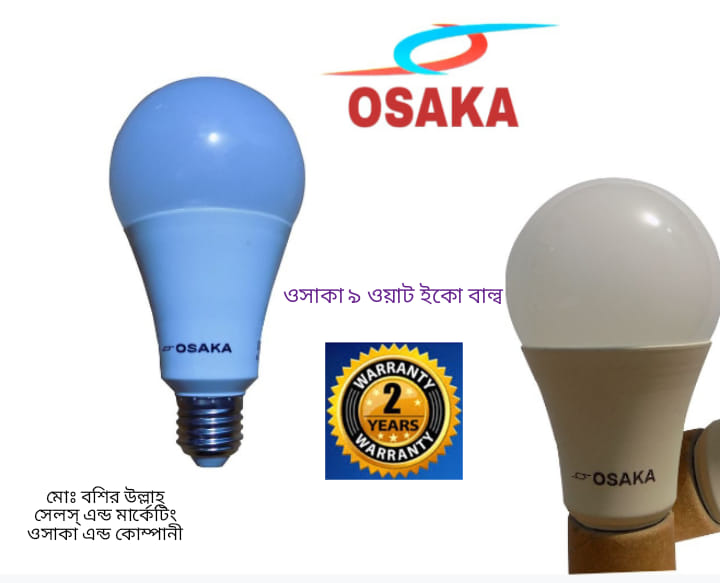 OSAKA
ওসাকা ৯ ওয়াট ইকো বাল্ব
OSAKA
WARRANTY
2
YEARS
WARRANTY
OSAKA
মোঃ বশির উল্লাহ
সেলস্ এন্ড মার্কেটিং
ওসাকা এন্ড কোম্পানী